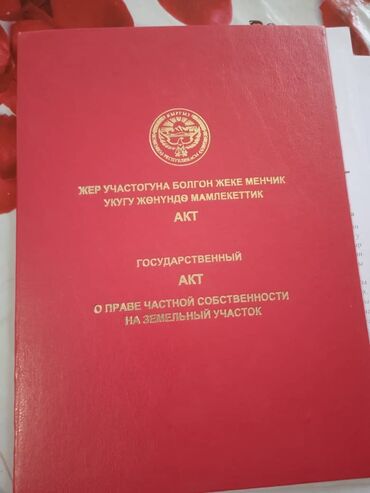 ЖЕР УЧАСТОГУНА БОЛГОН ЖЕКЕ МЕНЧИК
УКУГУ ЖӨНҮНДӨ МАМЛЕКЕТТИК
АКТ
ГОСУДАРСТВЕННЫЙ
АКТ
О ПРАВЕ ЧАСТНОЙ СОБСТВЕННОСТИ
НА ЗЕМЕЛЬНЫЙ УЧАСТОК